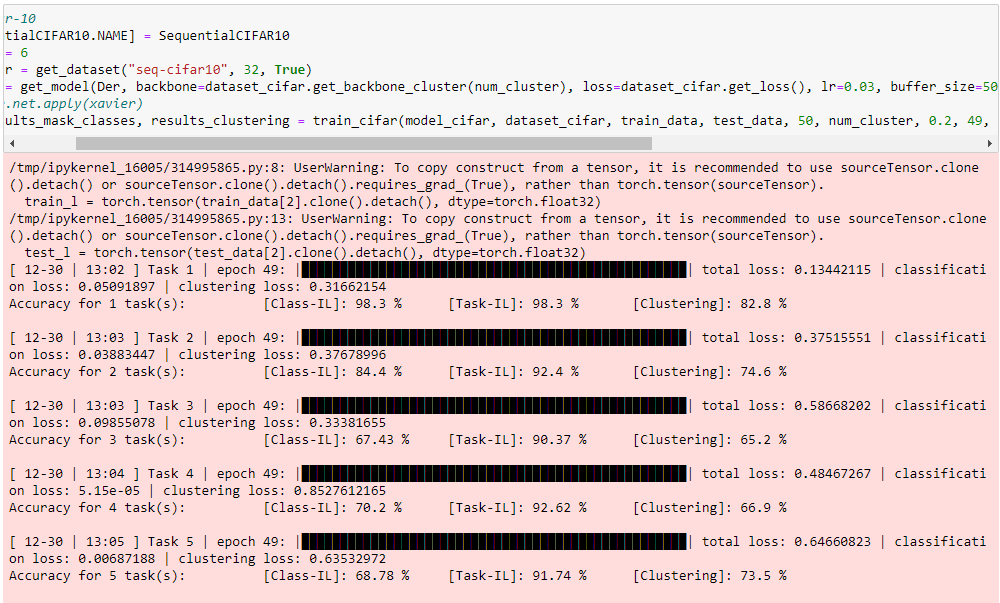 r-10
tialCIFAR10.NAME] = SequentialCIFAR10
= 6
r = get_dataset("seq-cifar10", 32, True)
= get_model(Der, backbone=dataset_cifar.get_backbone_cluster(num_cluster), loss=dataset_cifar.get_loss(), lr=0.03, buffer_size=50
.net.apply(xavier)
ults_mask_classes, results_clustering = train_cifar(model_cifar, dataset_cifar, train_data, test_data, 50, num_cluster, 0.2, 49,
/tmp/ipykernel_16005/314995865.py:8: UserWarning: To copy construct from a tensor, it is recommended to use sourceTensor.clone
().detach() or sourceTensor.clone().detach().requires_grad_(True), rather than torch.tensor(sourceTensor).
train_l = torch.tensor(train_data[2].clone().detach(), dtype=torch.float32)
/tmp/ipykernel_16005/314995865.py:13: UserWarning: To copy construct from a tensor, it is recommended to use sourceTensor.clone
().detach() or sourceTensor.clone().detach().requires_grad_(True), rather than torch.tensor(sourceTensor).
test_l = torch.tensor(test_data[2].clone().detach(), dtype=torch.float32)
[ 12-30 | 13:02 ] Task 1 | epoch 49: | | total loss: 0.13442115 | classificati
on loss: 0.05091897 | clustering loss: 0.31662154
Accuracy for 1 task(s): [Class-IL]: 98.3 % [Task-IL]: 98.3 % [Clustering]: 82.8 %
[ 12-30 | 13:03 ] Task 2 | epoch 49: | | total loss: 0.37515551 | classificati
on loss: 0.03883447 | clustering loss: 0.37678996
Accuracy for 2 task(s): [Class-IL]: 84.4 % [Task-IL]: 92.4 % [Clustering]: 74.6 %
[ 12-30 | 13:03 ] Task 3 | epoch 49: | | total loss: 0.58668202 | classificati
on loss: 0.09855078 | clustering loss: 0.33381655
Accuracy for 3 task(s): [Class-IL]: 67.43 % [Task-IL]: 90.37 % [Clustering]: 65.2 %
[ 12-30 | 13:04 ] Task 4 | epoch 49: | | total loss: 0.48467267 | classificati
on loss: 5.15e-05 | clustering loss: 0.8527612165
Accuracy for 4 task(s): [Class-IL]: 70.2 % [Task-IL]: 92.62 % [Clustering]: 66.9 %
[ 12-30 | 13:05 ] Task 5 | epoch 49: | | total loss: 0.64660823 | classificati
on loss: 0.00687188 | clustering loss: 0.63532972
Accuracy for 5 task(s): [Class-IL]: 68.78 % [Task-IL]: 91.74 % [Clustering]: 73.5 %